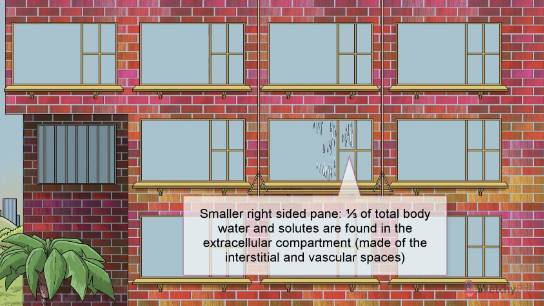 Smaller right sided pane: ⅓ of total body
water and solutes are found in the
extracellular compartment (made of the
interstitial and vascular spaces)